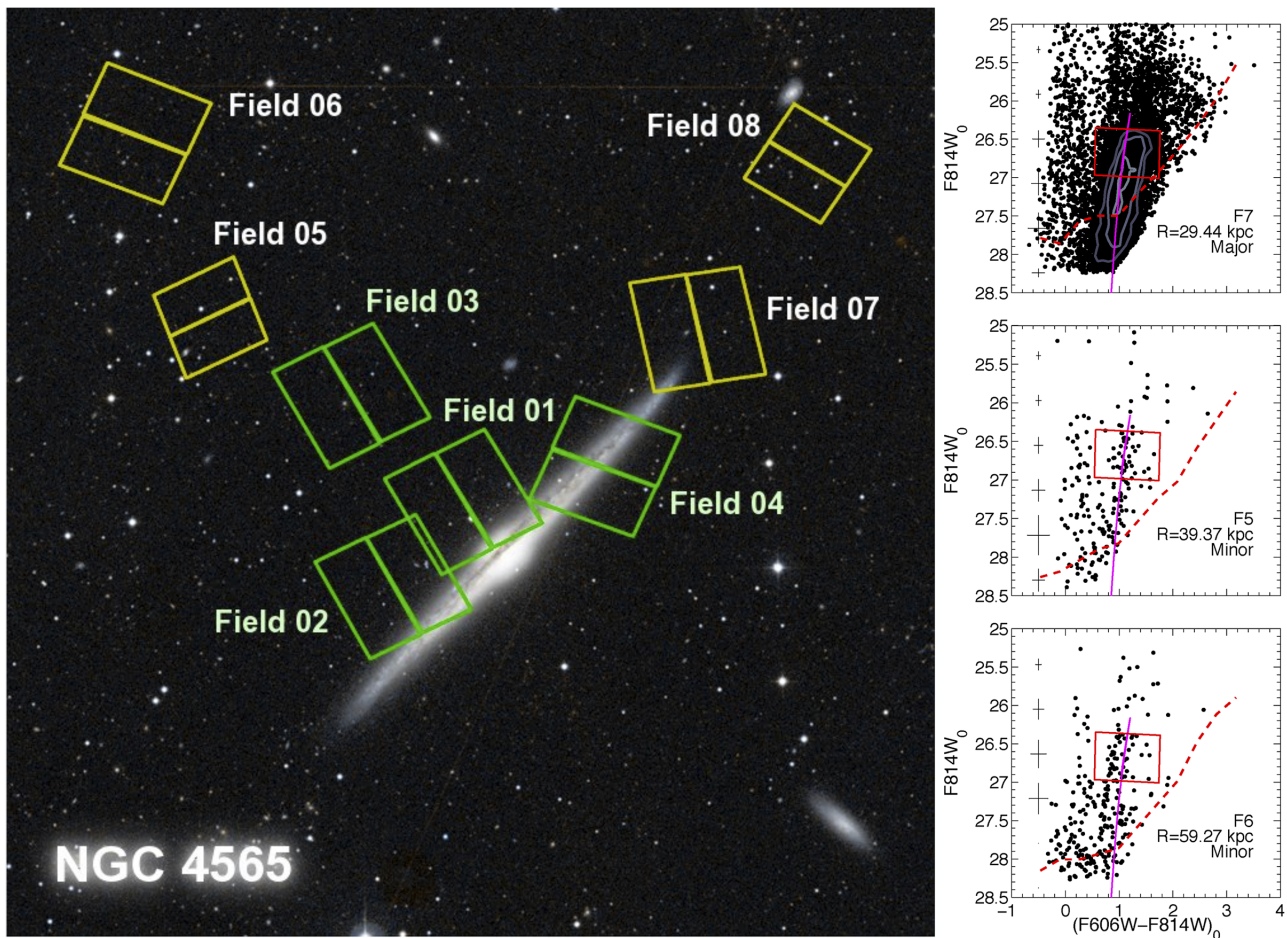 Field 06
Field 08
Field 05
Field 03
Field 07
Field 01
Field 04
Field 02
NGC 4565
25
25.5
26
26.5
27
27.5
28
28.5
F814W0
F7
R=29.44 kpc
Major
25
25.5
26
26.5
27
27.5
28
28.5
F814W0
F5
R=39.37 kpc
Minor
25
25.5
26
26.5
27
27.5
28
28.5
F814W0
F6
R=59.27 kpc
Minor
−1 0 1 2 3 4
(F606W−F814W)0